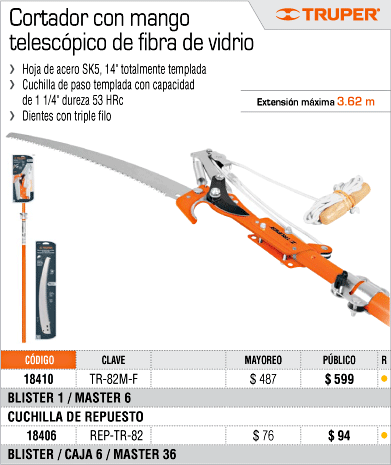 Cortador con mango
telescópico de fibra de vidrio
TRUPER®
❯ Hoja de acero SK5, 14" totalmente templada
❯ Cuchilla de paso templada con capacidad
de 1 1/4" dureza 53 HRc
❯ Dientes con triple filo
Extensión máxima 3.62 m
TRUPER
CÓDIGO CLAVE MAYOREO PÚBLICO R
18410 TR-82M-F $ 487 $ 599
BLISTER 1 / MASTER 6
CUCHILLA DE REPUESTO
18406 REP-TR-82 $ 76 $ 94
BLISTER / CAJA 6 / MASTER 36